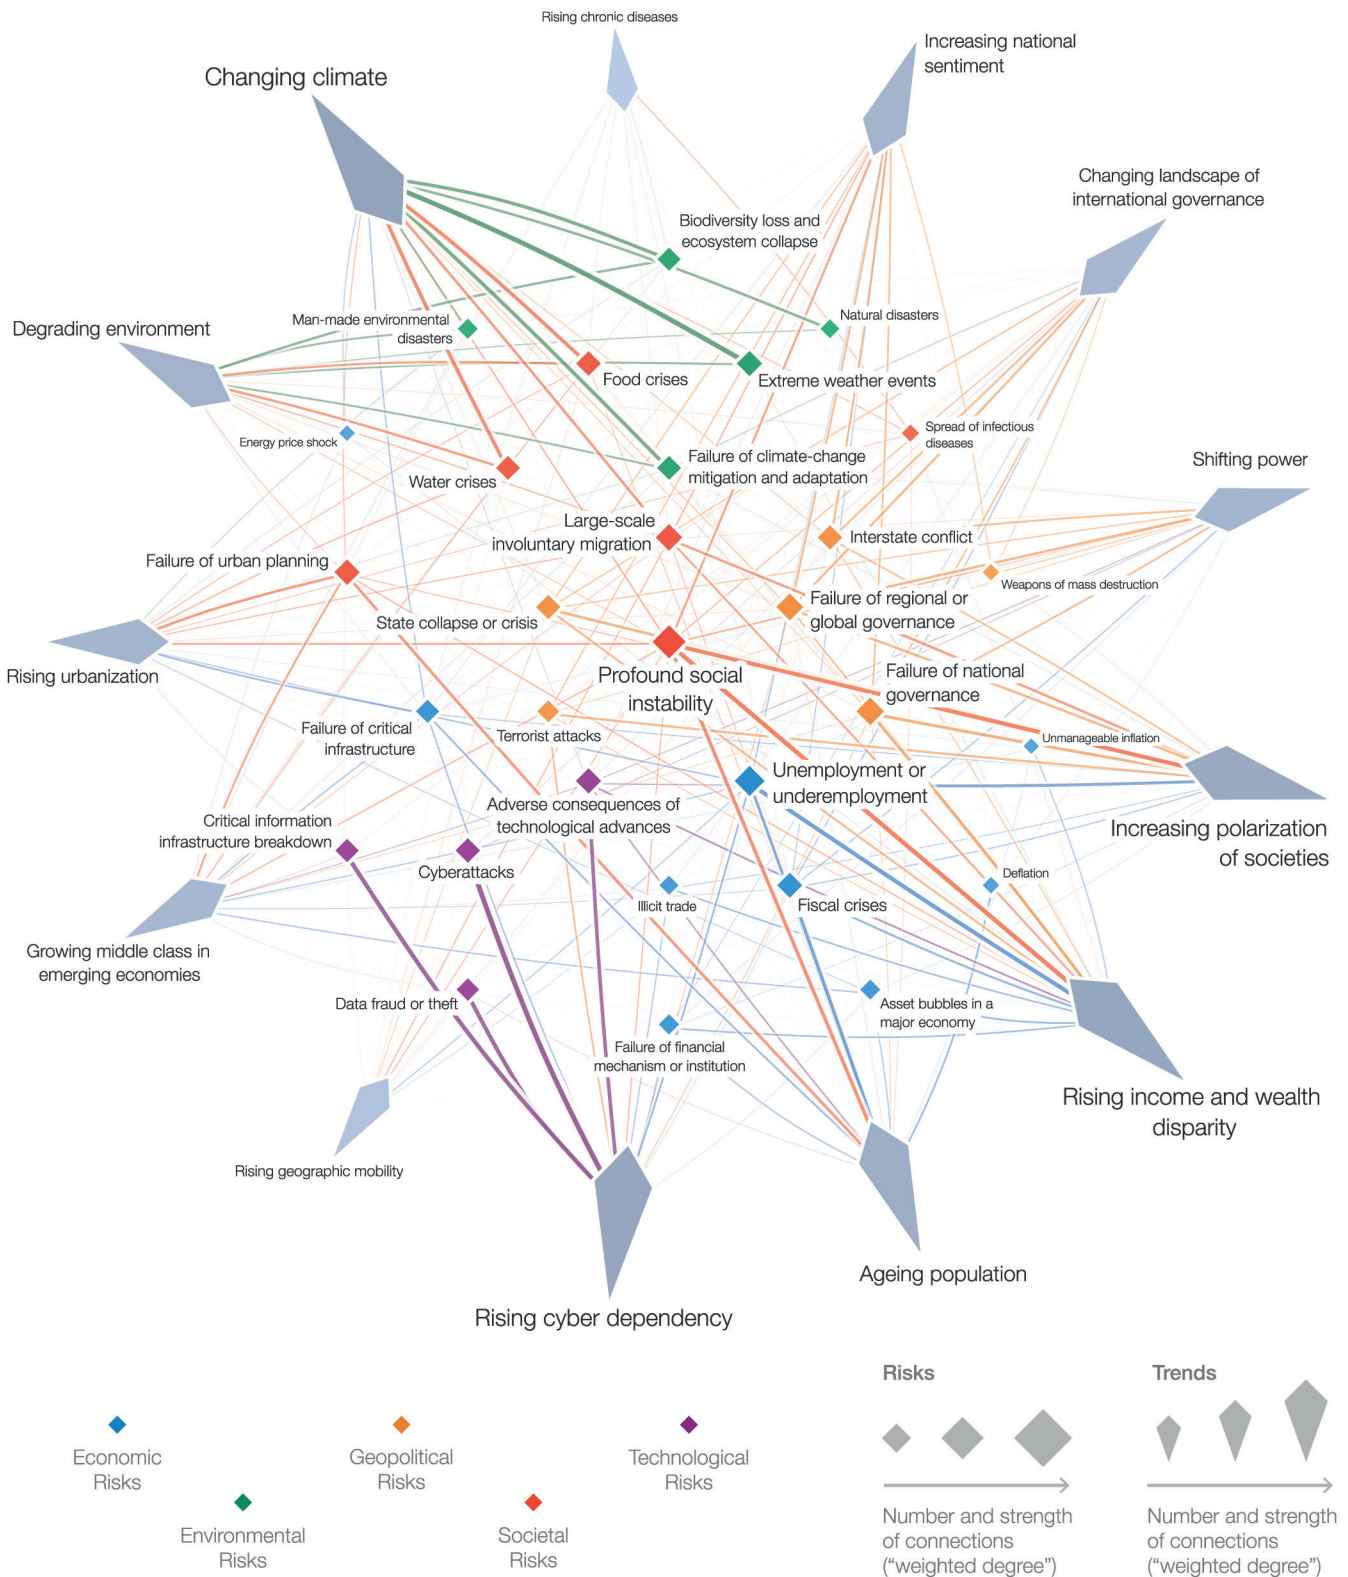 Rising chronic diseases
Increasing national
sentiment
Changing climate
Changing landscape of
international governance
Biodiversity loss and
ecosystem collapse
Man-made environmental
disasters
Natural disasters
Degrading environment
Food crises
Extreme weather events
Energy price shock
Spread of infectious
diseases
Water crises
Failure of climate-change
mitigation and adaptation
Shifting power
Large-scale
involuntary migration
Interstate conflict
Failure of urban planning
Weapons of mass destruction
State collapse or crisis
Failure of regional or
global governance
Rising urbanization
Profound social
instability
Failure of national
governance
Failure of critical
infrastructure
Terrorist attacks
Unmanageable inflation
Unemployment or
underemployment
Adverse consequences of
technological advances
Critical information
infrastructure breakdown
Increasing polarization
of societies
Cyberattacks
Deflation
Illicit trade
Fiscal crises
Growing middle class in
emerging economies
Data fraud or theft
Asset bubbles in a
major economy
Failure of financial
mechanism or institution
Rising income and wealth
disparity
Rising geographic mobility
Ageing population
Rising cyber dependency
Risks
Trends
Economic
Risks
Geopolitical
Risks
Technological
Risks
Environmental
Risks
Societal
Risks
Number and strength
of connections
(“weighted degree”)
Number and strength
of connections
(“weighted degree”)